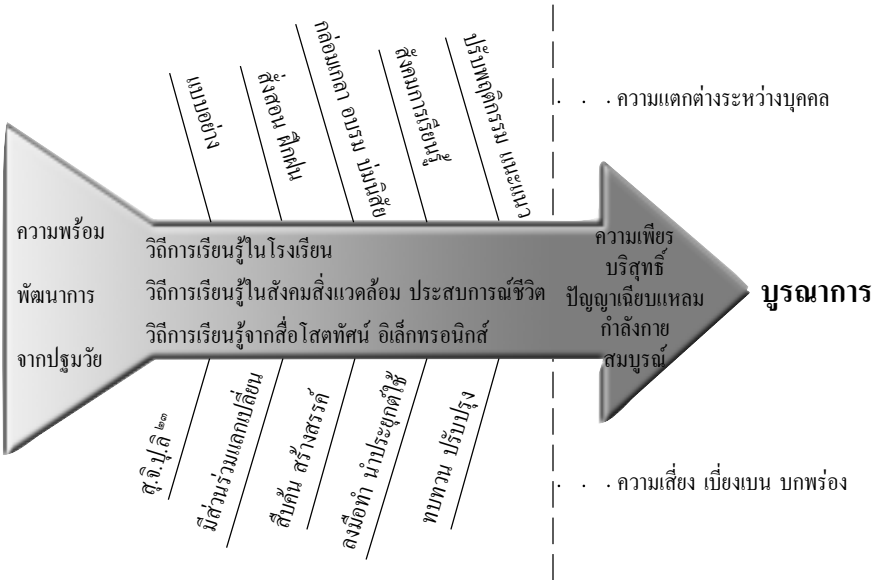 แบบอย่าง
สั่งสอน ฝึกฝน
กล่อมเกลา อบรม บ่มนิสัย
สังคมการเรียนรู้
ปรับพฤติกรรม แนะแนว
. . . ความแตกต่างระหว่างบุคคล
ความพร้อม
พัฒนาการ
จากปฐมวัย
วิถีการเรียนรู้ในโรงเรียน
วิถีการเรียนรู้ในสังคมสิ่งแวดล้อม ประสบการณ์ชีวิต
วิถีการเรียนรู้จากสื่อโสตทัศน์ อิเล็กทรอนิกส์
ความเพียร
บริสุทธิ์
ปัญญาเฉียบแหลม
กำลังกาย
สมบูรณ์
บูรณาการ
สุ.จิ.ปุ.ลิ ๒๓
มีส่วนร่วมแลกเปลี่ยน
สืบค้น สร้างสรรค์
ลงมือทำ นำประยุกต์ใช้
ทบทวน ปรับปรุง
. . . ความเสี่ยง เบี่ยงเบน บกพร่อง